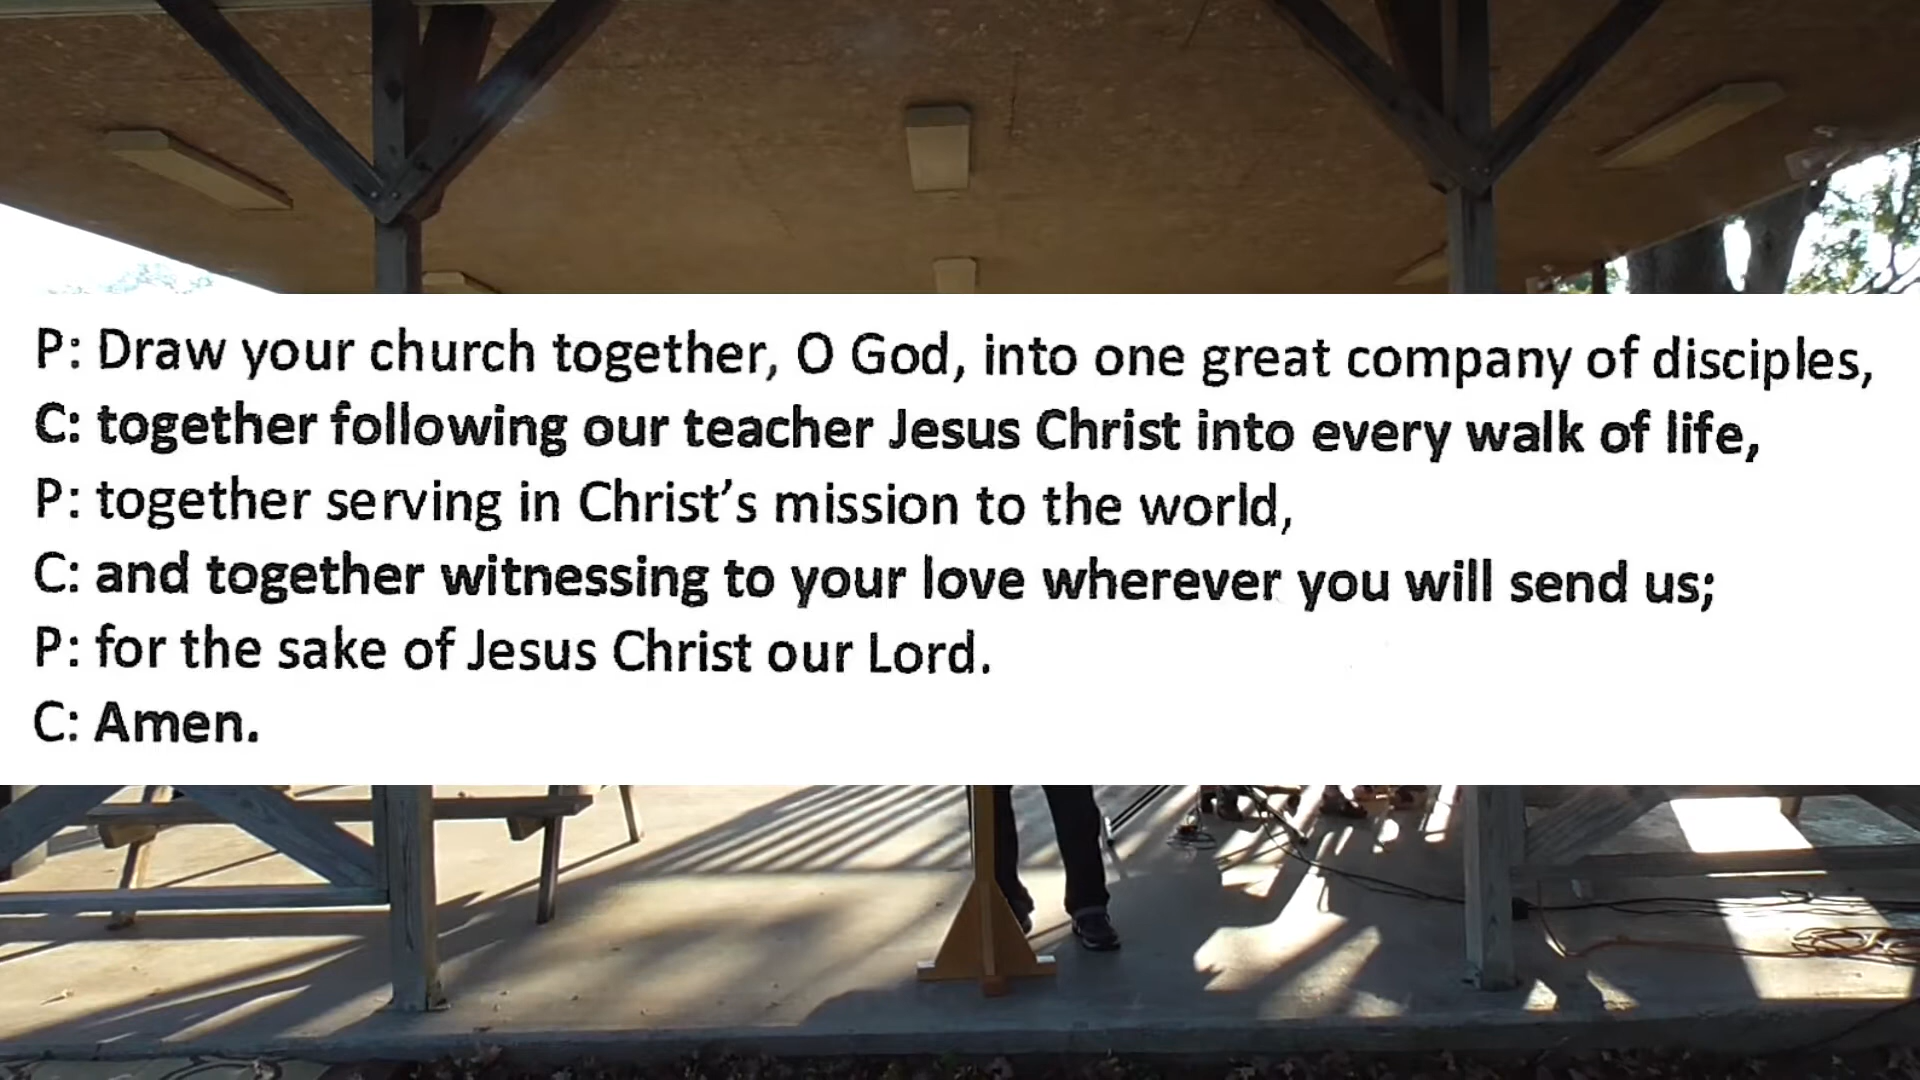 P: Draw your church together, O God, into one great company of disciples,
C: together following our teacher Jesus Christ into every walk of life,
P: together serving in Christ’s mission to the world,
C: and together witnessing to your love wherever you will send us;
P: for the sake of Jesus Christ our Lord.
C: Amen.